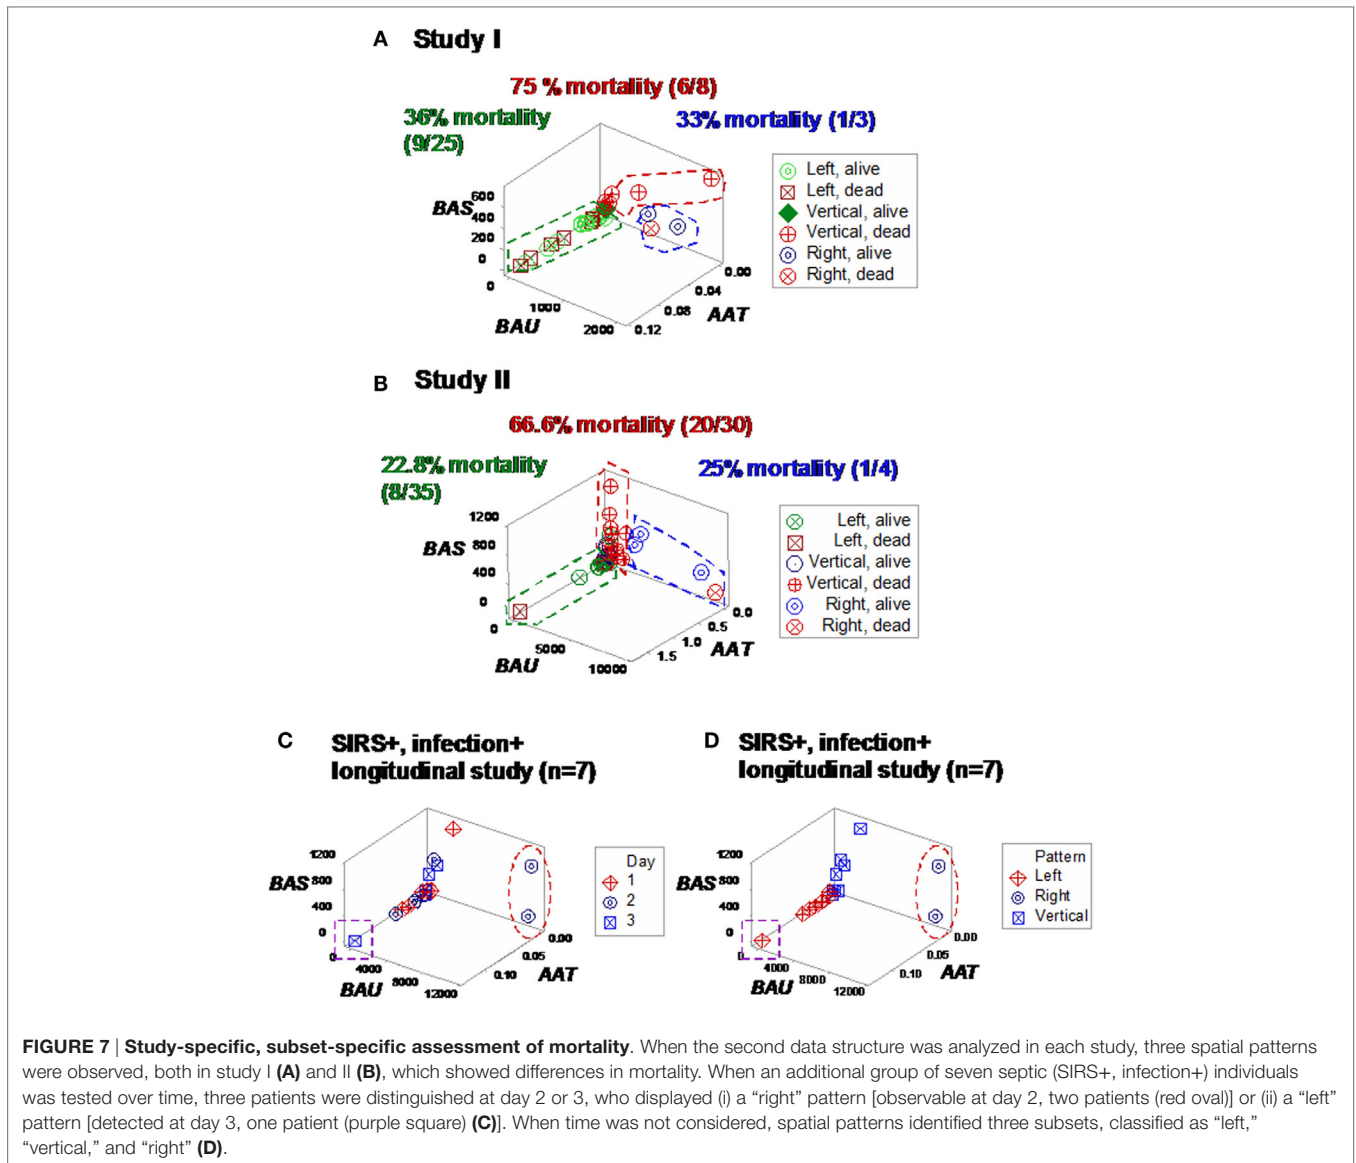 A Study I
75 % mortality (6/8)
36% mortality
(9/25)
33% mortality (1/3)
BAS
600
400
200
0
0
1000
2000
BAU
0.12
0.08
0.04
0.00
AAT
Left, alive
Left, dead
Vertical, alive
Vertical, dead
Right, alive
Right, dead
B Study II
66.6% mortality (20/30)
22.8% mortality
(8/35)
25% mortality (1/4)
BAS
1200
800
400
0
0
5000
10000
BAU
1.5
1.0
0.5
0.0
AAT
Left, alive
Left, dead
Vertical, alive
Vertical, dead
Right, alive
Right, dead
C SIRS+, infection+
longitudinal study (n=7)
BAS
1200
800
400
0
0
4000
8000
12000
BAU
0.10
0.05
0.00
AAT
Day
1
2
3
D SIRS+, infection+
longitudinal study (n=7)
BAS
1200
800
400
0
0
4000
8000
12000
BAU
0.10
0.05
0.00
AAT
Pattern
Left
Right
Vertical
FIGURE 7 | Study-specific, subset-specific assessment of mortality. When the second data structure was analyzed in each study, three spatial patterns
were observed, both in study I (A) and II (B), which showed differences in mortality. When an additional group of seven septic (SIRS+, infection+) individuals
was tested over time, three patients were distinguished at day 2 or 3, who displayed (i) a “right” pattern [observable at day 2, two patients (red oval)] or (ii) a “left”
pattern [detected at day 3, one patient (purple square) (C)]. When time was not considered, spatial patterns identified three subsets, classified as “left,”
“vertical,” and “right” (D).